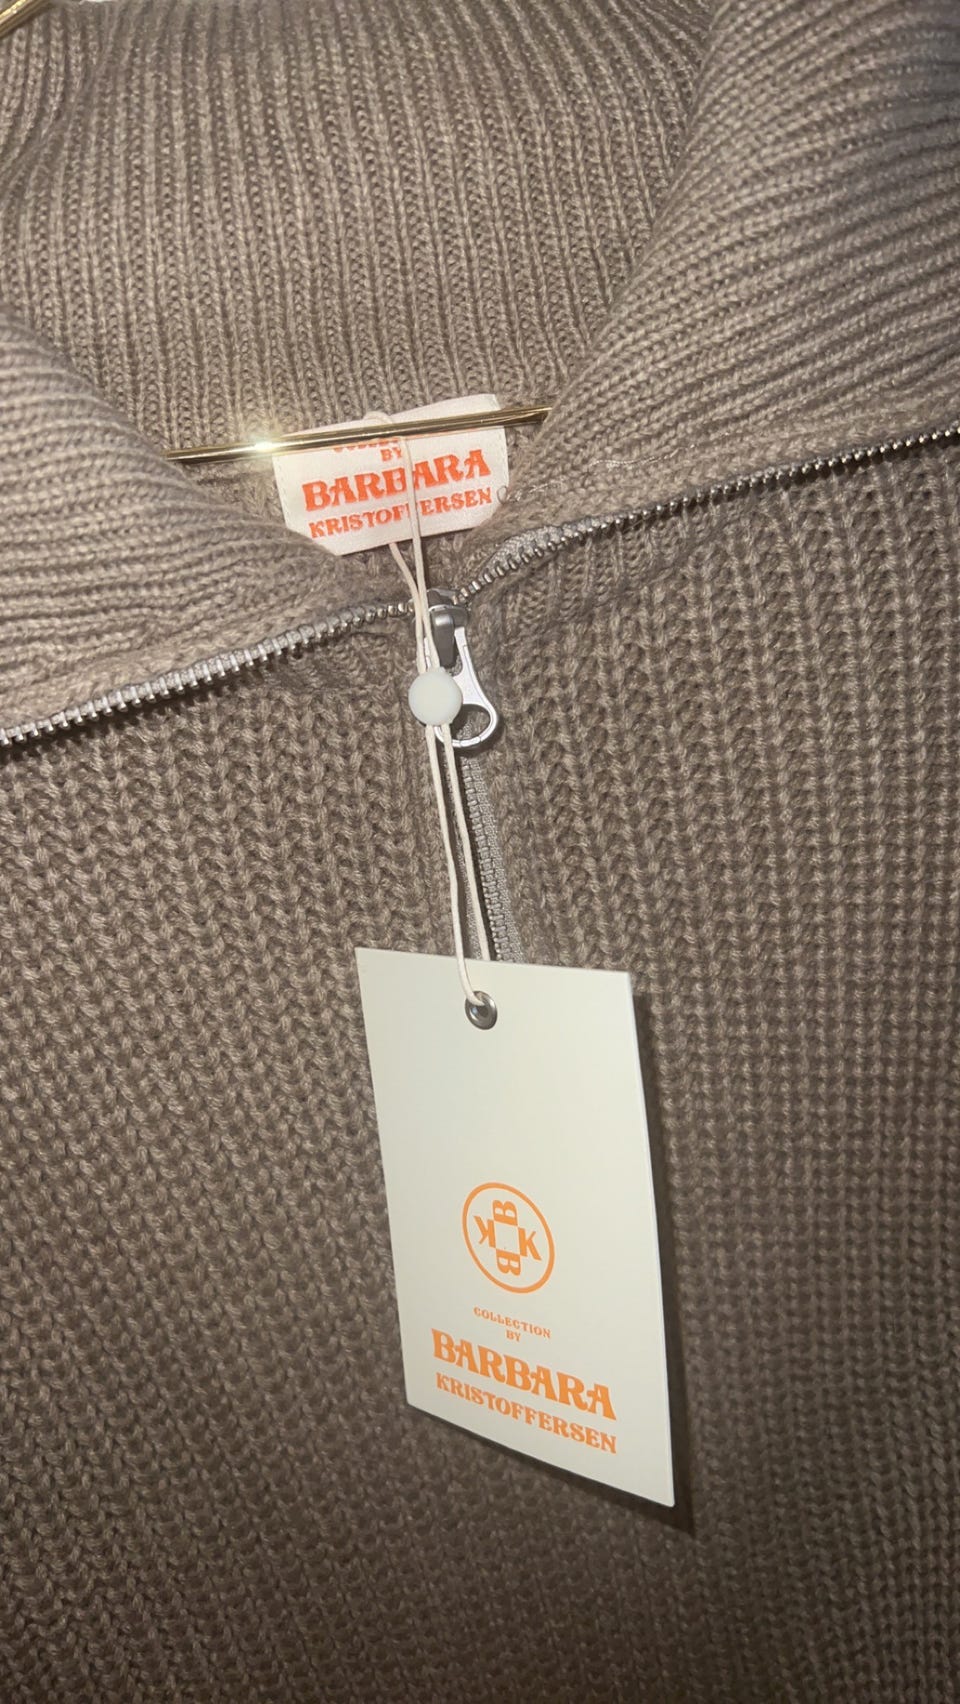 BY
BARBARA
KRISTOFFERSEN
B
K K
B
COLLECTION
BY
BARBARA
KRISTOFFERSEN